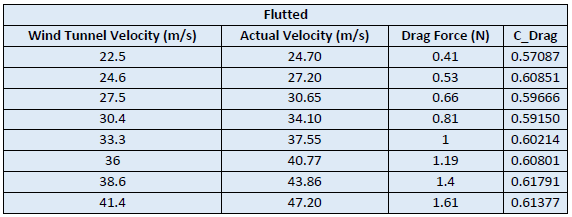 Flutted
Wind Tunnel Velocity (m/s) Actual Velocity (m/s) Drag Force (N) C_Drag
22.5 24.70 0.41 0.57087
24.6 27.20 0.53 0.60851
27.5 30.65 0.66 0.59666
30.4 34.10 0.81 0.59150
33.3 37.55 1 0.60214
36 40.77 1.19 0.60801
38.6 43.86 1.4 0.61791
41.4 47.20 1.61 0.61377